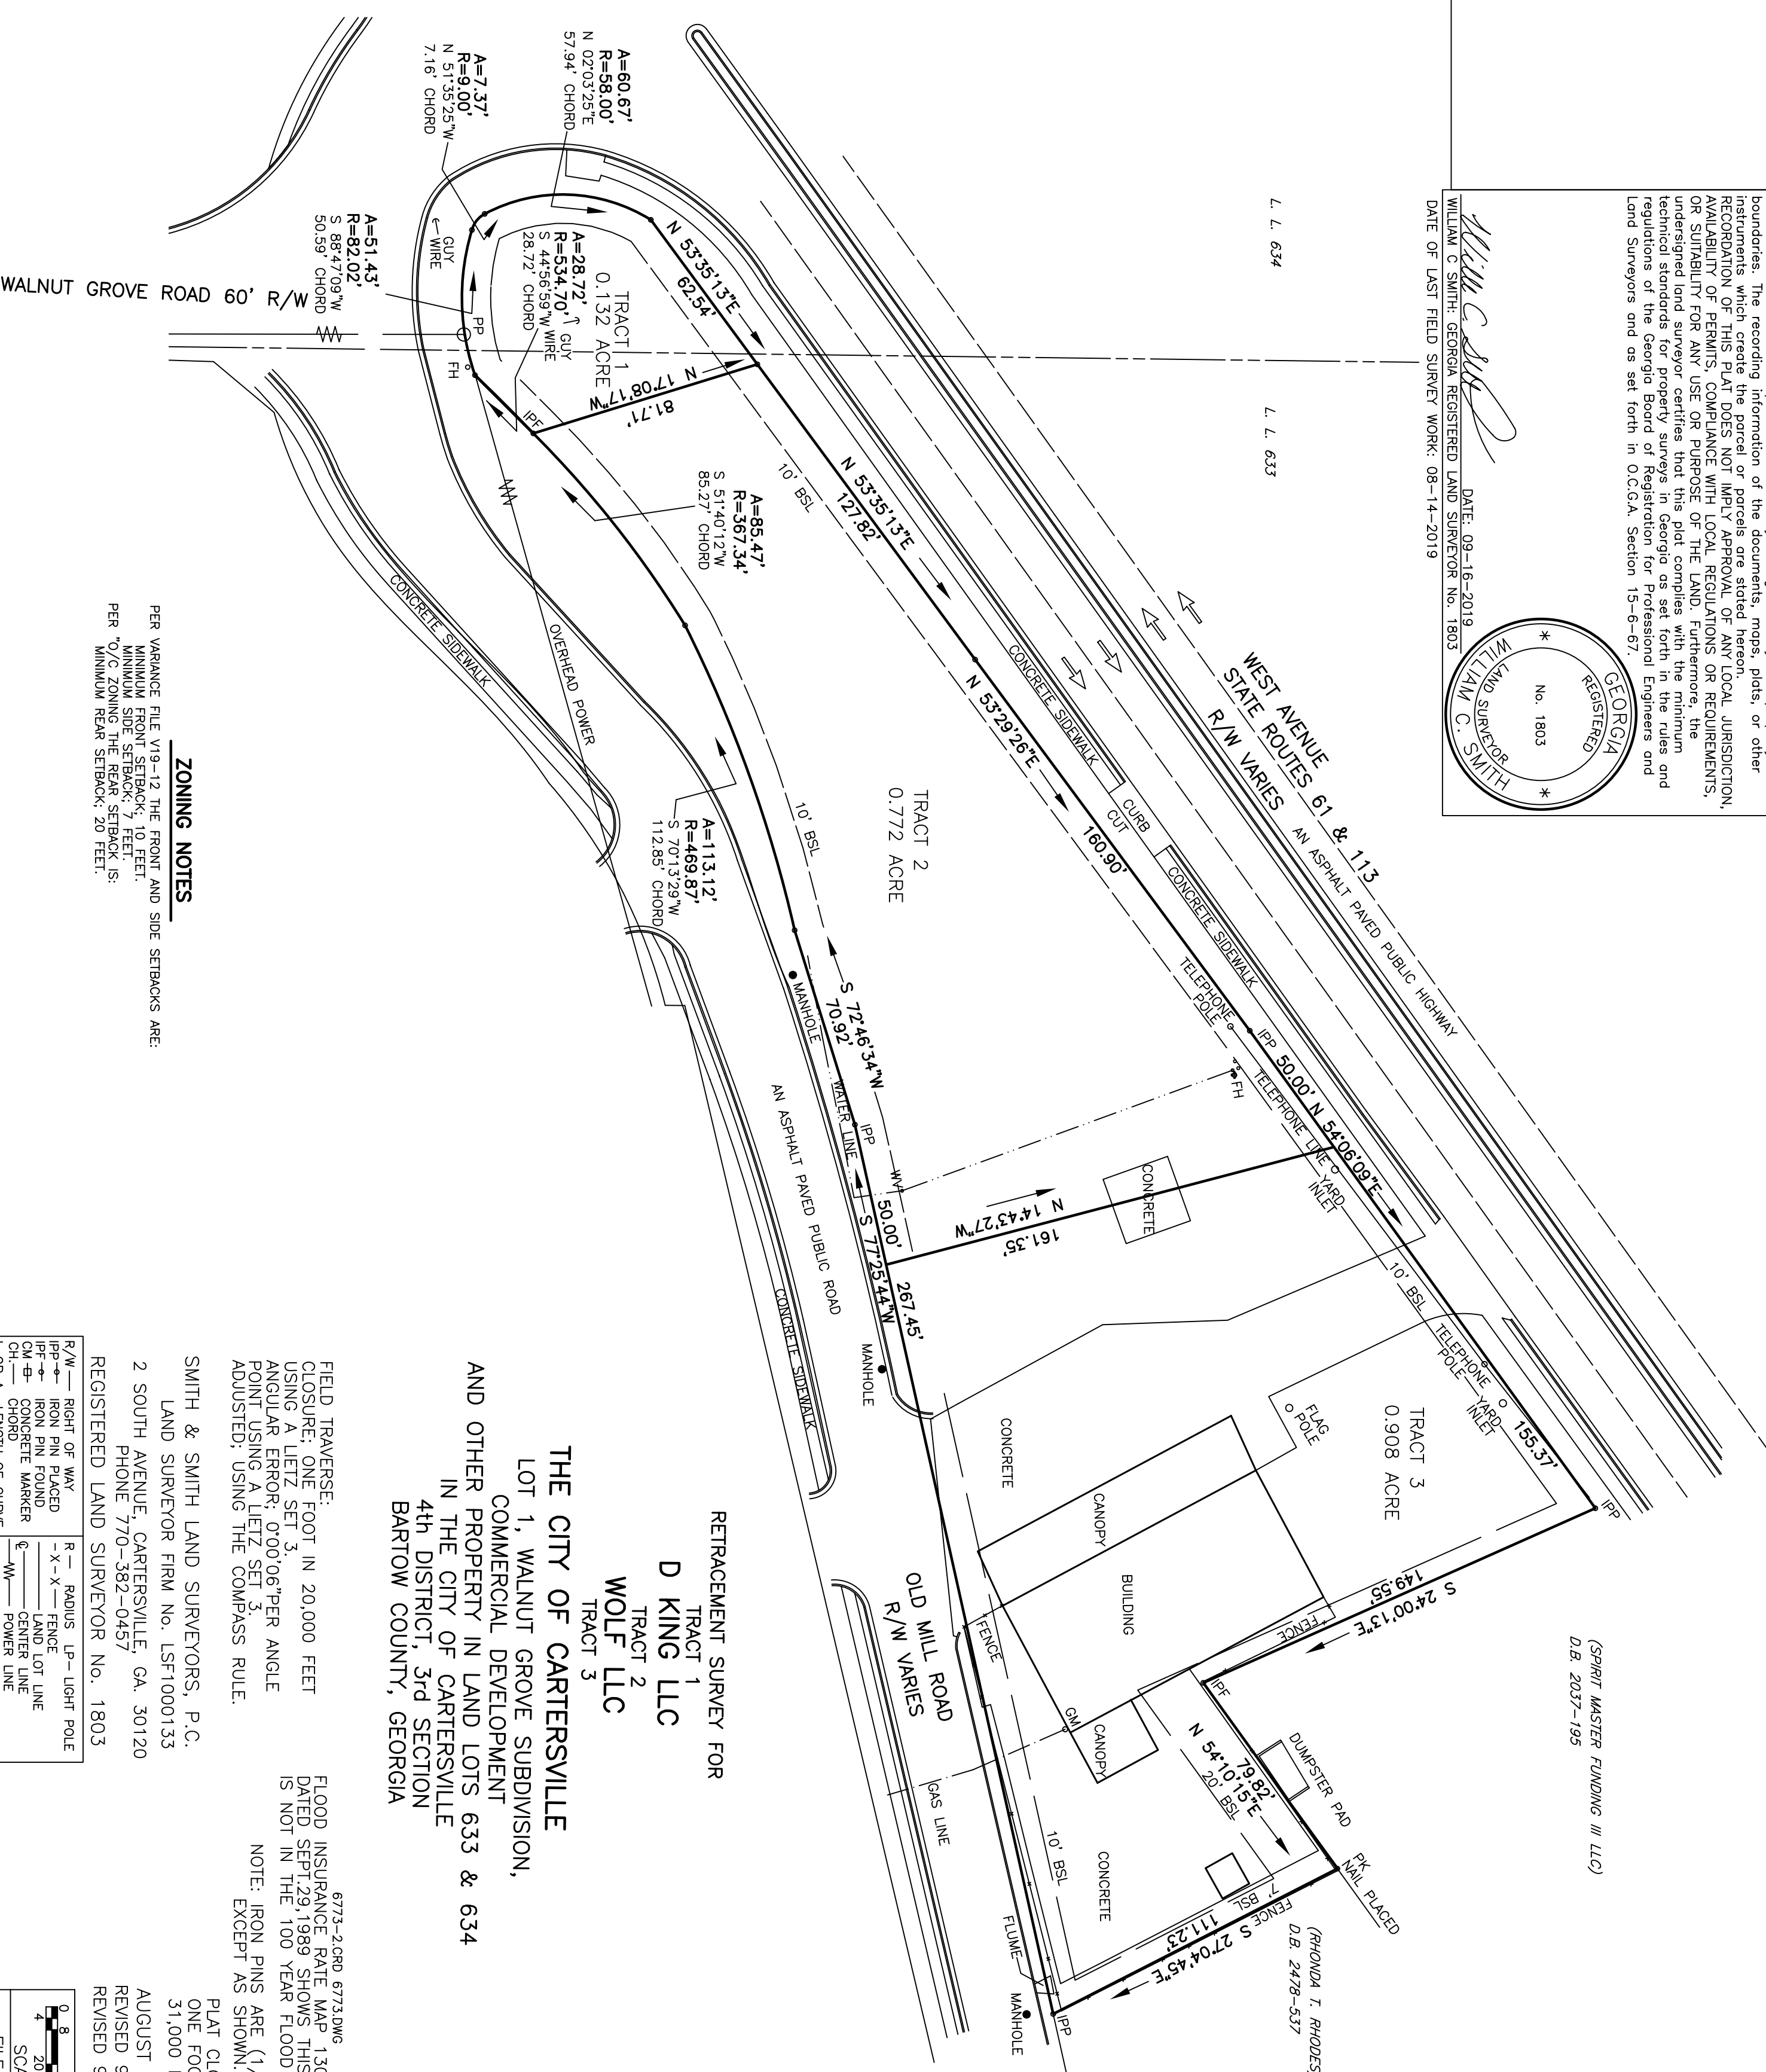 boundaries. The recording information of the documents, maps, plats, or other
instruments which create the parcel or parcels are stated hereon.
RECORDATION OF THIS PLAT DOES NOT IMPLY APPROVAL OF ANY LOCAL JURISDICTION,
AVAILABILITY OF PERMITS, COMPLIANCE WITH LOCAL REGULATIONS OR REQUIREMENTS,
OR SUITABILITY FOR ANY USE OR PURPOSE OF THE LAND. Furthermore, the
undersigned land surveyor certifies that this plat complies with the minimum
technical standards for property surveys in Georgia as set forth in the rules and
regulations of the Georgia Board of Registration for Professional Engineers and
Land Surveyors and as set forth in O.C.G.A. Section 15-6-67.
DATE: 09-16-2019
WILLIAM C SMITH: GEORGIA REGISTERED LAND SURVEYOR No. 1803
DATE OF LAST FIELD SURVEY WORK: 08-14-2019
GEORGIA
REGISTERED
No. 1803
LAND SURVEYOR
WILLIAM C. SMITH
L. L. 634
L. L. 633
WEST AVENUE
STATE ROUTES 61 & 113
R/W VARIES
AN ASPHALT PAVED PUBLIC HIGHWAY
A=60.67'
R=58.00'
N 02°03'25"E
57.94' CHORD
A=7.37'
R=9.00'
N 51°35'25"W
7.16' CHORD
A=51.43'
R=82.02'
S 88°47'09"W
50.59' CHORD
A=28.72'
R=534.70'
S 44°56'59"W
28.72' CHORD
GUY
WIRE
GUY
WIRE
PP
FH
IPF
WALNUT GROVE ROAD 60' R/W
TRACT 1
0.132 ACRE
N 53°35'13"E
62.54'
N 17°08'17"W
81.71'
N 53°35'13"E
127.82'
10' BSL
A=85.47'
R=367.34'
S 51°40'12"W
85.27' CHORD
CONCRETE SIDEWALK
N 53°29'26"E
160.90'
CURB
CUT
CONCRETE SIDEWALK
CONCRETE SIDEWALK
OVERHEAD POWER
TRACT 2
0.772 ACRE
10' BSL
A=113.12'
R=469.87'
S 70°13'29"W
112.85' CHORD
TELEPHONE
POLE
IPP
50.00'
N 54°06'09"E
FH
TELEPHONE LINE
YARD
INLET
S 72°46'34"W
70.92'
MANHOLE
WATER LINE
IPP
WV
50.00'
S 77°25'44"W
267.45'
CONCRETE
N 14°43'27"W
161.35'
AN ASPHALT PAVED PUBLIC ROAD
CONCRETE SIDEWALK
MANHOLE
10' BSL
TELEPHONE
POLE
YARD
INLET
155.37'
IPP
TRACT 3
0.908 ACRE
FLAG
POLE
CONCRETE
CANOPY
BUILDING
S 24°00'13"E
149.55'
FENCE
FENCE
OLD MILL ROAD
R/W VARIES
IPF
GM
CANOPY
GAS LINE
N 54°10'15"E
79.82'
20' BSL
DUMPSTER PAD
PK
NAIL PLACED
10' BSL
CONCRETE
7'
BSL
FENCE
S 27°04'45"E
111.23'
FLUME
MANHOLE
IPP
(SPIRIT MASTER FUNDING III LLC)
D.B. 2037-195
(RHONDA T. RHODES
D.B. 2478-537
ZONING NOTES
PER VARIANCE FILE V19-12 THE FRONT AND SIDE SETBACKS ARE:
MINIMUM FRONT SETBACK; 10 FEET.
MINIMUM SIDE SETBACK; 7 FEET.
PER "O/C ZONING THE REAR SETBACK IS:
MINIMUM REAR SETBACK; 20 FEET.
RETRACEMENT SURVEY FOR
TRACT 1
D KING LLC
TRACT 2
WOLF LLC
TRACT 3
THE CITY OF CARTERSVILLE
LOT 1, WALNUT GROVE SUBDIVISION,
COMMERCIAL DEVELOPMENT
AND OTHER PROPERTY IN LAND LOTS 633 & 634
IN THE CITY OF CARTERSVILLE
4th DISTRICT, 3rd SECTION
BARTOW COUNTY, GEORGIA
FIELD TRAVERSE:
CLOSURE; ONE FOOT IN 20,000 FEET
USING A LIETZ SET 3.
ANGULAR ERROR; 0°00'06"PER ANGLE
POINT USING A LIETZ SET 3.
ADJUSTED; USING THE COMPASS RULE.
SMITH & SMITH LAND SURVEYORS, P.C.
LAND SURVEYOR FIRM No. LSF1000133
2 SOUTH AVENUE, CARTERSVILLE, GA. 30120
PHONE 770-382-0457
REGISTERED LAND SURVEYOR No. 1803
R/W— RIGHT OF WAY
IPP IRON PIN PLACED
IPF IRON PIN FOUND
CM CONCRETE MARKER
CH.— CHORD
R— RADIUS LP— LIGHT POLE
-X-X— FENCE
LAND LOT LINE
CENTER LINE
POWER LINE
6773-2.CRD 6773.DWG
FLOOD INSURANCE RATE MAP 130
DATED SEPT.29,1989 SHOWS THIS
IS NOT IN THE 100 YEAR FLOOD
NOTE: IRON PINS ARE (1/
EXCEPT AS SHOWN.
PLAT CLO
ONE FOO
31,000
AUGUST
REVISED 9
REVISED 9
0 8
4 20
SCA